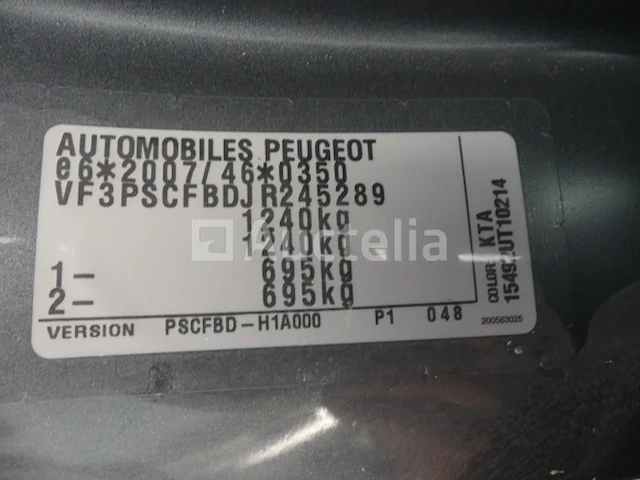 AUTOMOBILES PEUGEOT
e6*2007/46*0350
VF3PSCFBDJR245289
1240kg
1240kg
1- 695kg
2- 695kg
VERSION PSCFBD-H1A000 P1 048
COLOR: KTA
200563025
Auctelia